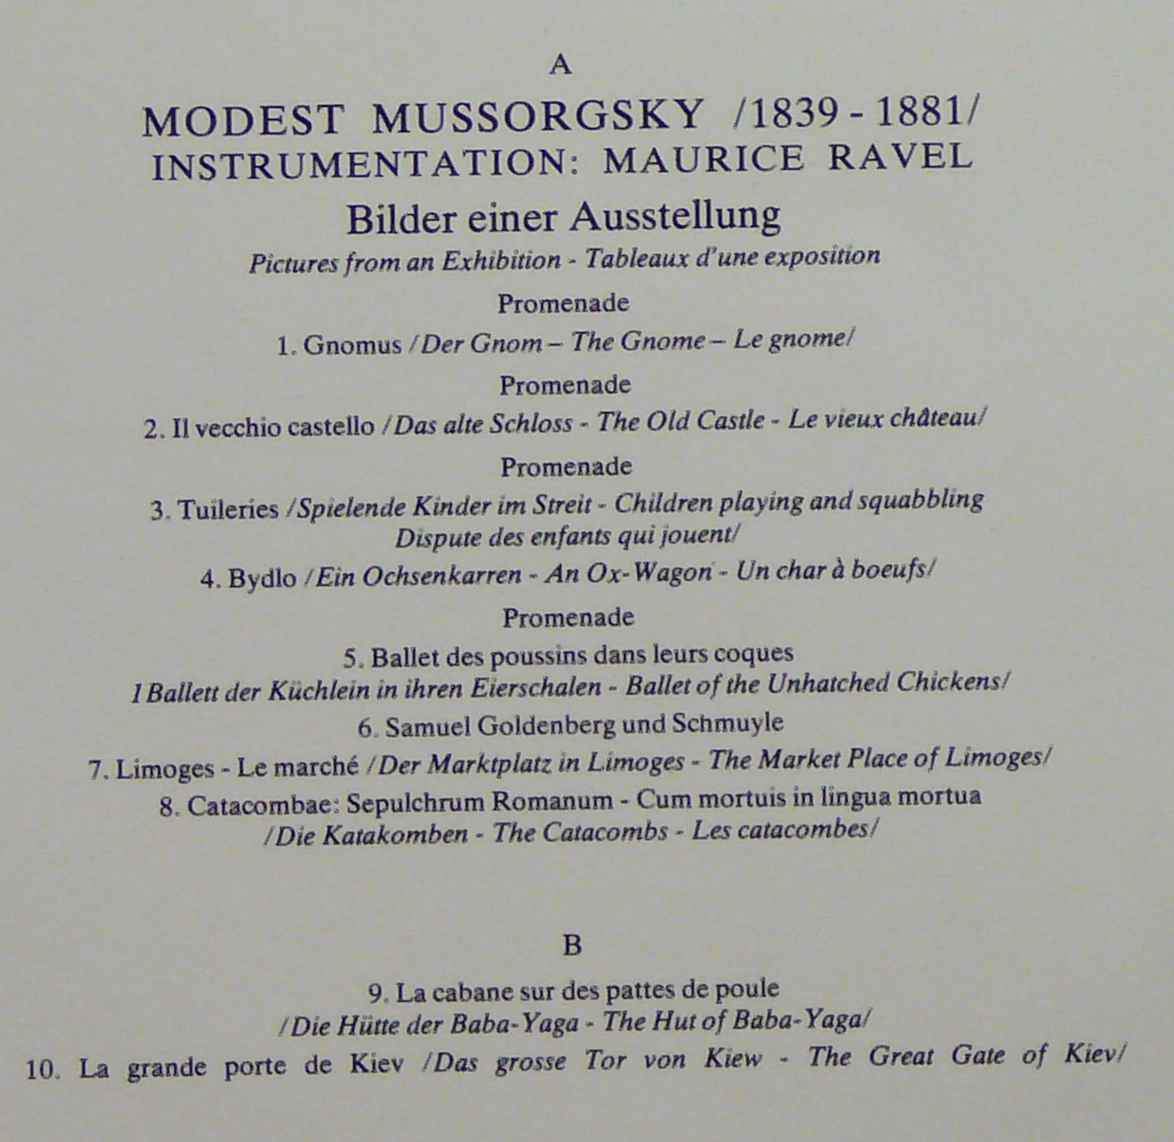 A
MODEST MUSSORGSKY /1839 - 1881/
INSTRUMENTATION: MAURICE RAVEL
Bilder einer Ausstellung
Pictures from an Exhibition - Tableaux d'une exposition
Promenade
1. Gnomus /Der Gnom – The Gnome – Le gnome/
Promenade
2. Il vecchio castello /Das alte Schloss - The Old Castle - Le vieux château/
Promenade
3. Tuileries /Spielende Kinder im Streit - Children playing and squabbling
Dispute des enfants qui jouent/
4. Bydlo /Ein Ochsenkarren - An Ox-Wagon - Un char à boeufs/
Promenade
5. Ballet des poussins dans leurs coques
1 Ballett der Küchlein in ihren Eierschalen - Ballet of the Unhatched Chickens/
6. Samuel Goldenberg und Schmuyle
7. Limoges - Le marché /Der Marktplatz in Limoges - The Market Place of Limoges/
8. Catacombae: Sepulchrum Romanum - Cum mortuis in lingua mortua
/Die Katakomben - The Catacombs - Les catacombes/
B
9. La cabane sur des pattes de poule
/Die Hütte der Baba-Yaga - The Hut of Baba-Yaga/
10. La grande porte de Kiev /Das grosse Tor von Kiew - The Great Gate of Kiev/